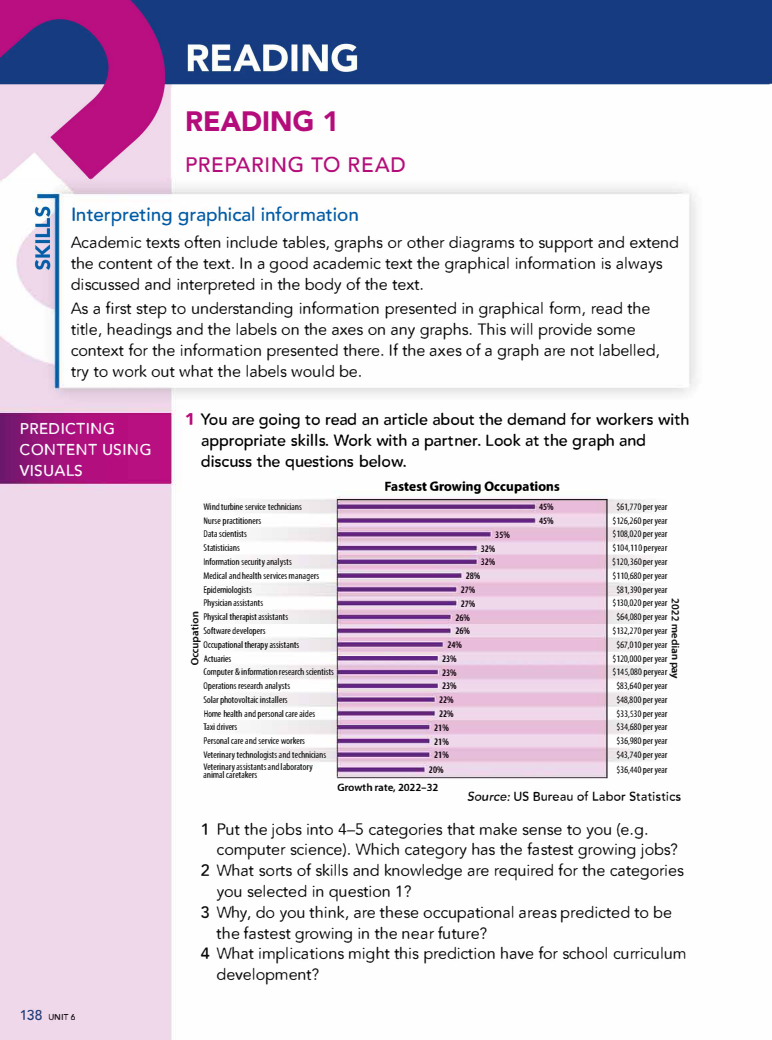 READING
READING 1
PREPARING TO READ
SKILLS
Interpreting graphical information
Academic texts often include tables, graphs or other diagrams to support and extend
the content of the text. In a good academic text the graphical information is always
discussed and interpreted in the body of the text.
As a first step to understanding information presented in graphical form, read the
title, headings and the labels on the axes on any graphs. This will provide some
context for the information presented there. If the axes of a graph are not labelled,
try to work out what the labels would be.
PREDICTING
CONTENT USING
VISUALS
1 You are going to read an article about the demand for workers with
appropriate skills. Work with a partner. Look at the graph and
discuss the questions below.
Fastest Growing Occupations
Occupation
Wind turbine service technicians 45% $61,770 per year
Nurse practitioners 45% $126,260 per year
Data scientists 35% $108,020 per year
Statisticians 32% $104,110 per year
Information security analysts 32% $120,360 per year
Medical and health services managers 28% $110,680 per year
Epidemiologists 27% $81,390 per year
Physician assistants 27% $130,020 per year
Physical therapist assistants 26% $64,080 per year
Software developers 26% $132,270 per year
Occupational therapy assistants 24% $67,010 per year
Actuaries 23% $120,000 per year
Computer & information research scientists 23% $145,080 per year
Operations research analysts 23% $83,640 per year
Solar photovoltaic installers 22% $48,800 per year
Home health and personal care aides 22% $33,530 per year
Taxi drivers 21% $34,680 per year
Personal care and service workers 21% $36,980 per year
Veterinary technologists and technicians 21% $43,740 per year
Veterinary assistants and laboratory
animal caretakers 20% $36,440 per year
2022 median pay
Growth rate, 2022–32
Source: US Bureau of Labor Statistics
1 Put the jobs into 4–5 categories that make sense to you (e.g.
computer science). Which category has the fastest growing jobs?
2 What sorts of skills and knowledge are required for the categories
you selected in question 1?
3 Why, do you think, are these occupational areas predicted to be
the fastest growing in the near future?
4 What implications might this prediction have for school curriculum
development?
138 UNIT 6